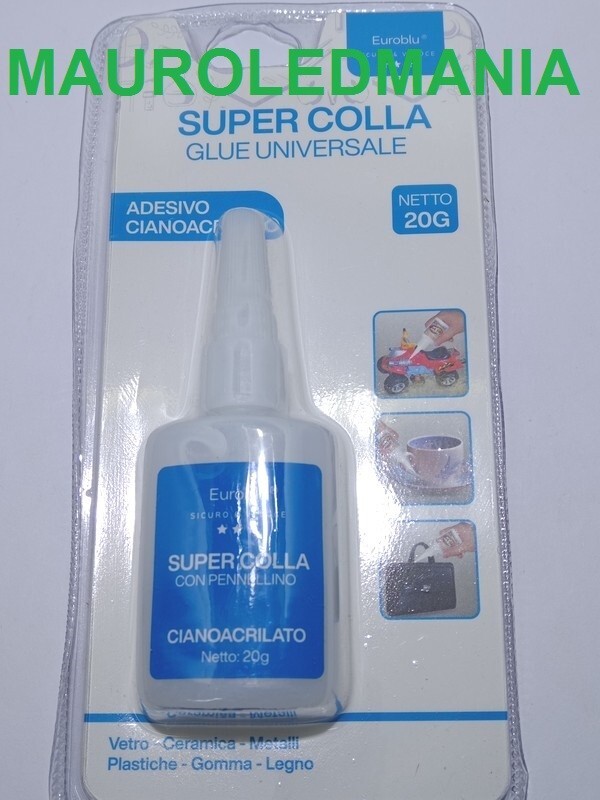 Euroblu®
MAUROLEDMANIA
SUPER COLLA
GLUE UNIVERSALE
ADESIVO
NETTO
20G
Euroblu
SICURO
SUPER COLLA
CON PENNELLINO
CIANOACRILATO
Netto: 20g
Vetro - Ceramica - Metalli
Plastiche - Gomma - Legno